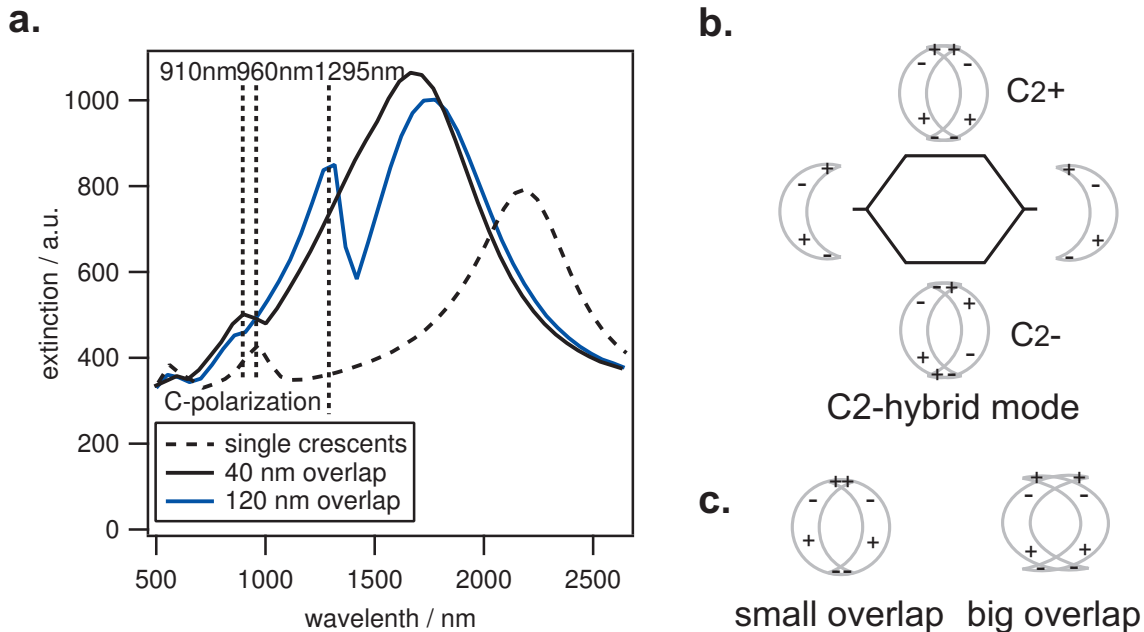 a.
910nm960nm1295nm
1000
800
600
400
200
0
extinction / a.u.
C-polarization
single crescents
40 nm overlap
120 nm overlap
500
1000
1500
2000
2500
wavelenth / nm
b.
++
- -
+ +
- -
C2+
+
-
+
-
+
-
+
-
+ +
- +
+ -
+ -
C2-
C2-hybrid mode
c.
++
- -
+ +
--
small overlap
+ +
- -
+ +
- -
big overlap